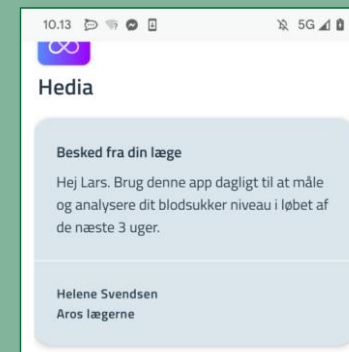 10.13 5G
Hedia
Besked fra din læge
Hej Lars. Brug denne app dagligt til at måle
og analysere dit blodsukker niveau i løbet af
de næste 3 uger.
Helene Svendsen
Aros lægerne